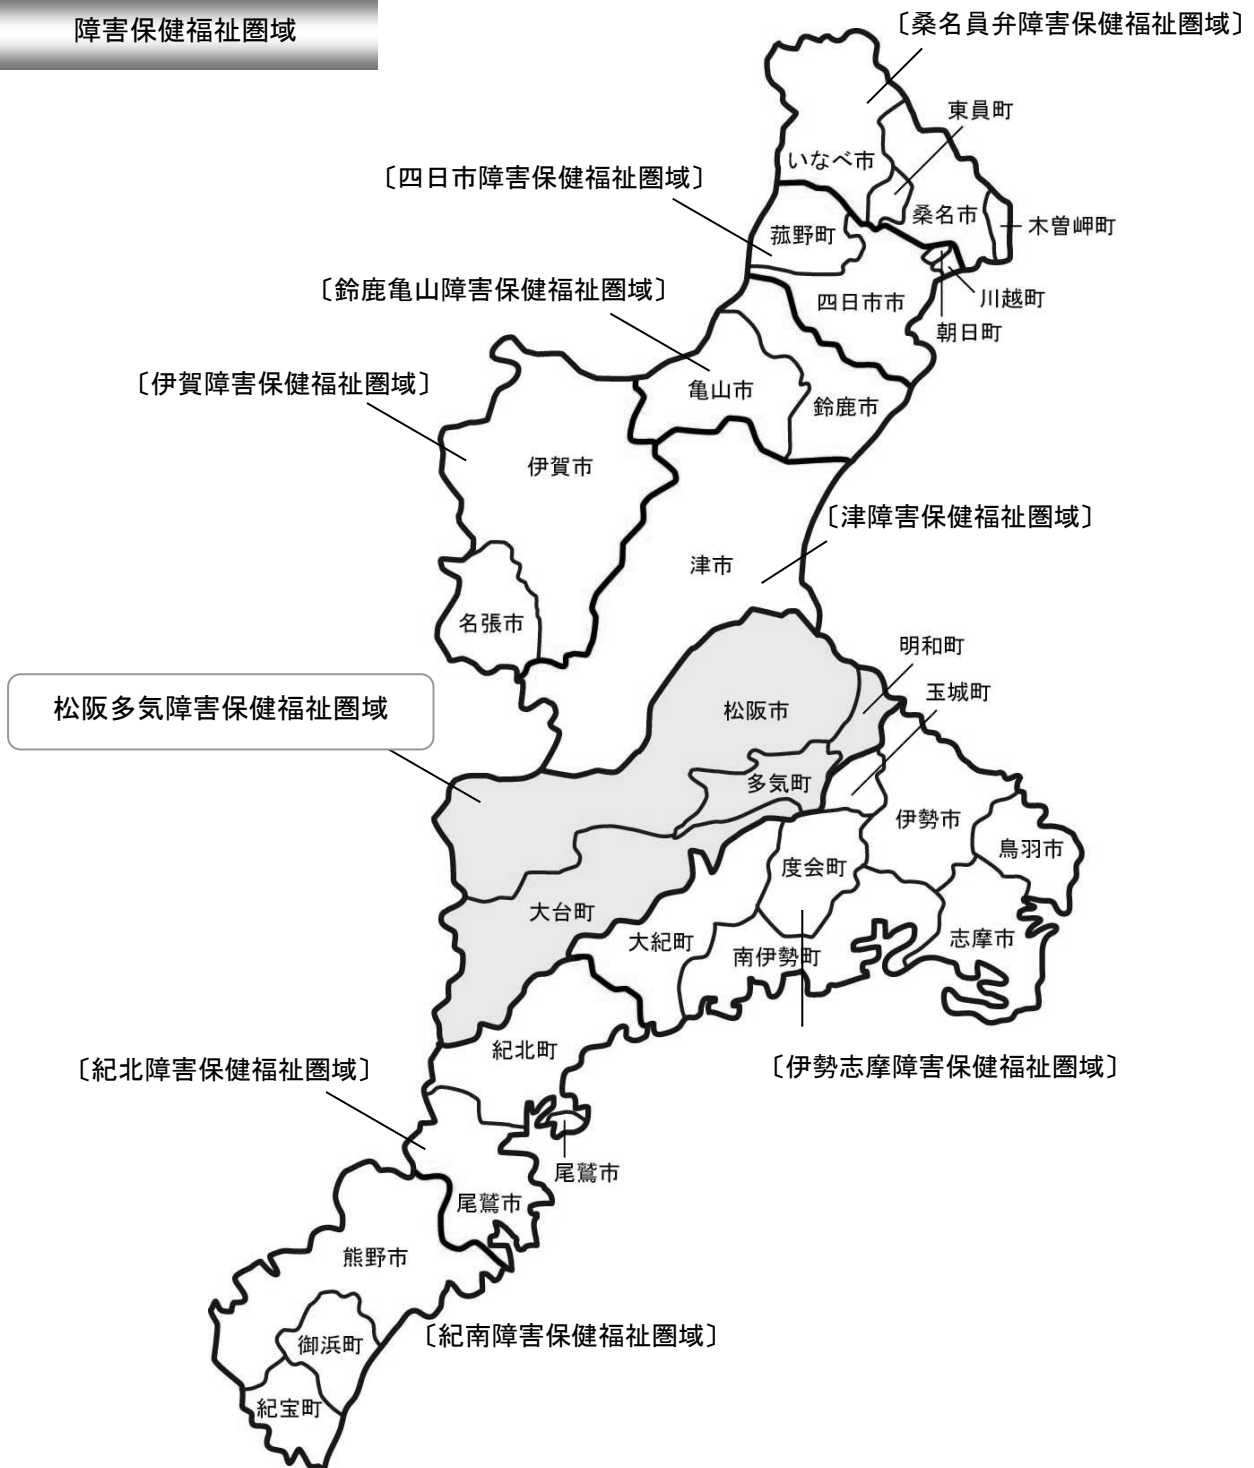 障害保健福祉圏域
〔桑名員弁障害保健福祉圏域〕
東員町
いなべ市
〔四日市障害保健福祉圏域〕
桑名市
木曽岬町
菰野町
〔鈴鹿亀山障害保健福祉圏域〕
四日市市
川越町
朝日町
〔伊賀障害保健福祉圏域〕
亀山市
鈴鹿市
伊賀市
〔津障害保健福祉圏域〕
津市
名張市
明和町
玉城町
松阪多気障害保健福祉圏域
松阪市
多気町
伊勢市
鳥羽市
度会町
大台町
大紀町
南伊勢町
志摩市
紀北町
〔伊勢志摩障害保健福祉圏域〕
〔紀北障害保健福祉圏域〕
尾鷲市
尾鷲市
熊野市
〔紀南障害保健福祉圏域〕
御浜町
紀宝町